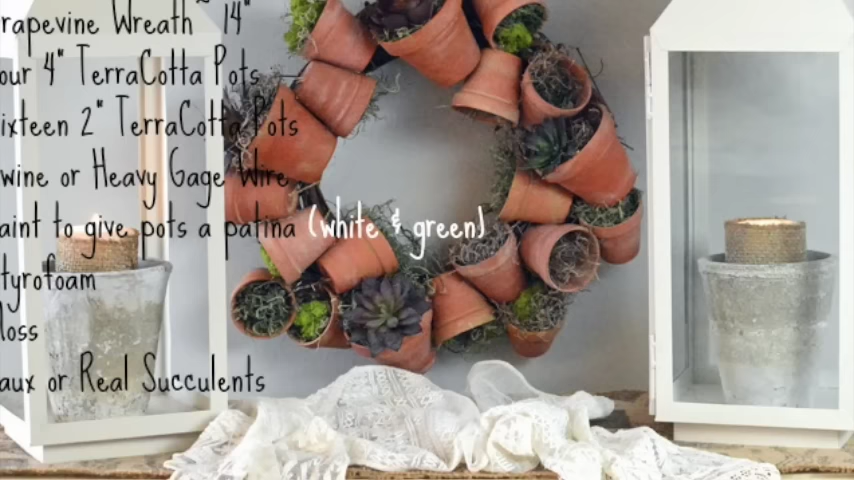 rapevine Wreath ~ 14"
our 4" TerraCotta Pots
ixteen 2" TerraCotta Pots
wine or Heavy Gage Wire
aint to give pots a patina (white & green)
tyrofoam
loss
aux or Real Succulents